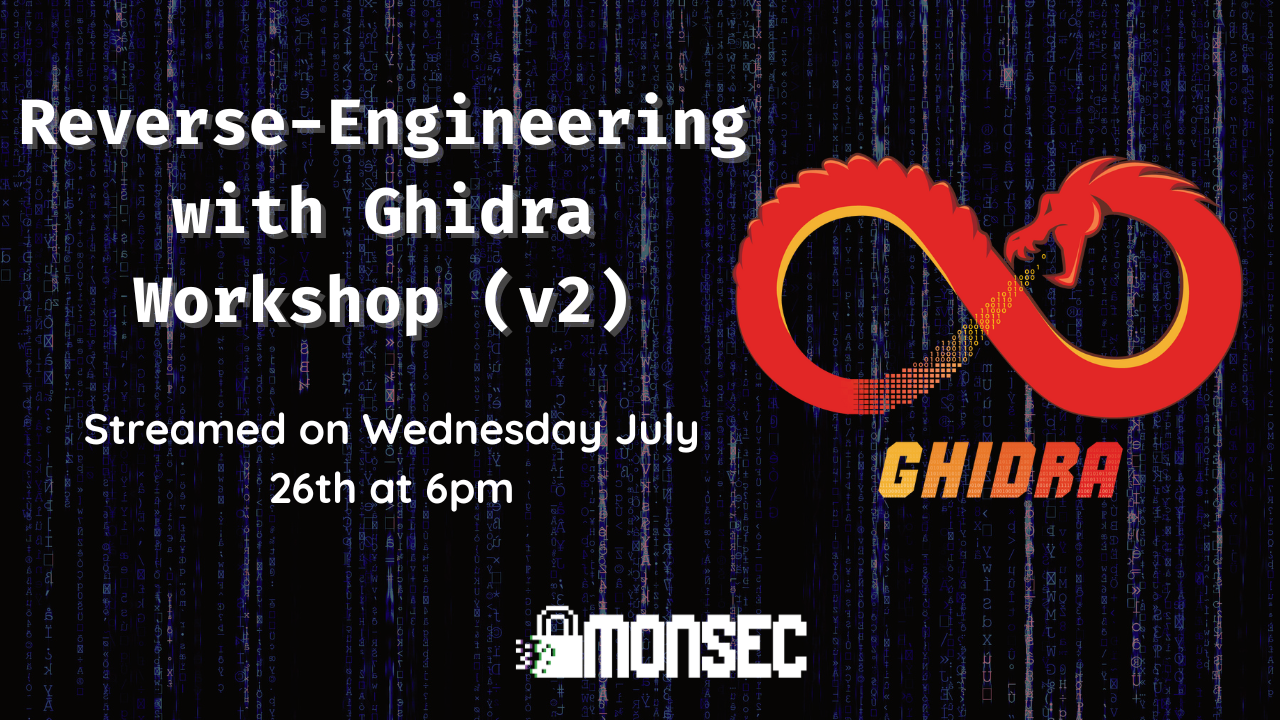 Reverse-Engineering
with Ghidra
Workshop (v2)
Streamed on Wednesday July
26th at 6pm
GHIDRA
MONSEC